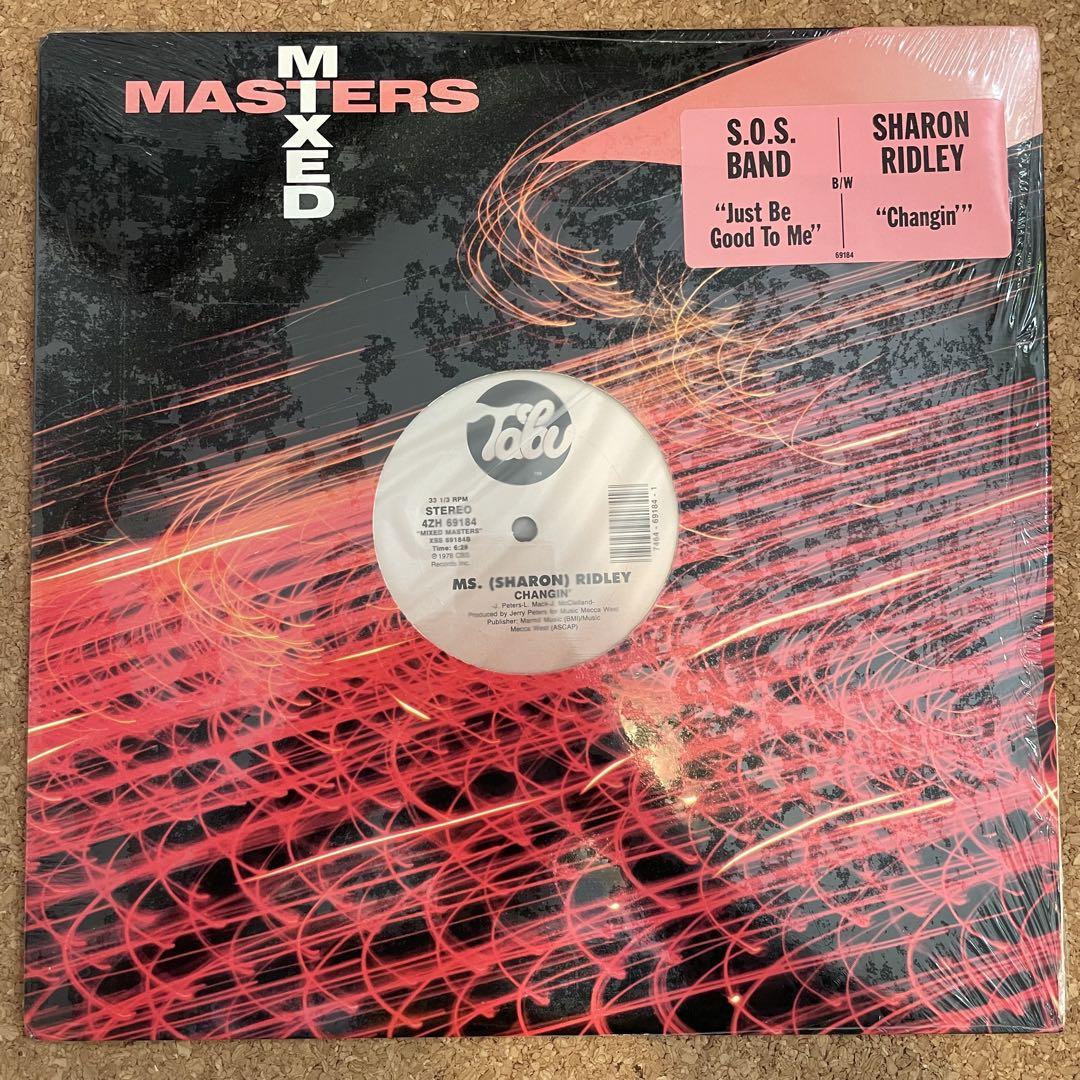 MASTERS
MIXED
S.O.S.
BAND
"Just Be
Good To Me"
B/W
SHARON
RIDLEY
"Changin'"
69184
Tabu
TM
33 1/3 RPM
STEREO
4ZH 69184
"MIXED MASTERS"
XSS 69184B
Time: 6:29
℗ 1978 CBS
Records Inc.
7464 - 69184 - 1
MS. (SHARON) RIDLEY
CHANGIN'
-J. Peters-L. Mack-J. McClelland-
Produced by Jerry Peters for Music Mecca West
Publisher: Marmil Music (BMI)/Music
Mecca West (ASCAP)